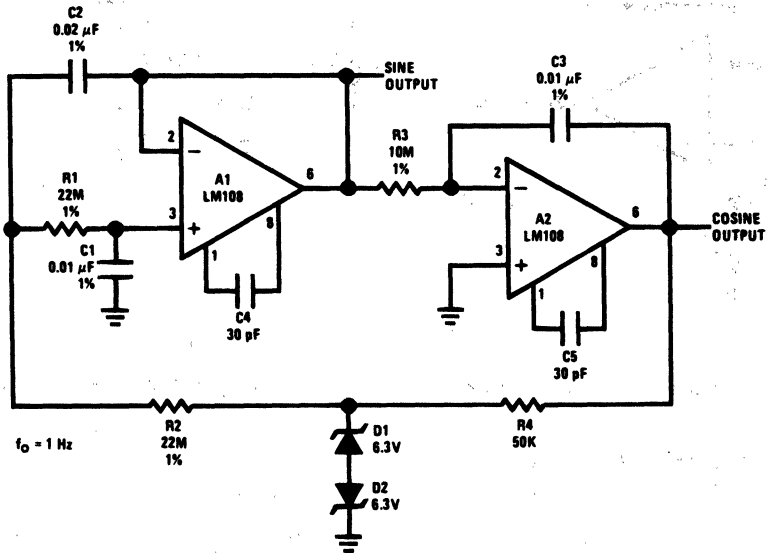 C2
0.02 µF
1%
SINE
OUTPUT
C3
0.01 µF
1%
R1
22M
1%
2
3
6
A1
LM108
1
8
R3
10M
1%
2
3
6
A2
LM108
1
8
COSINE
OUTPUT
C1
0.01 µF
1%
C4
30 pF
C5
30 pF
R2
22M
1%
R4
50K
D1
6.3V
D2
6.3V
fo = 1 Hz